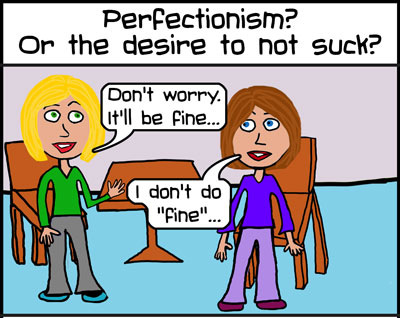 Perfectionism?
Or the desire to not suck?
Don't worry.
It'll be fine...
I don't do
"fine"...